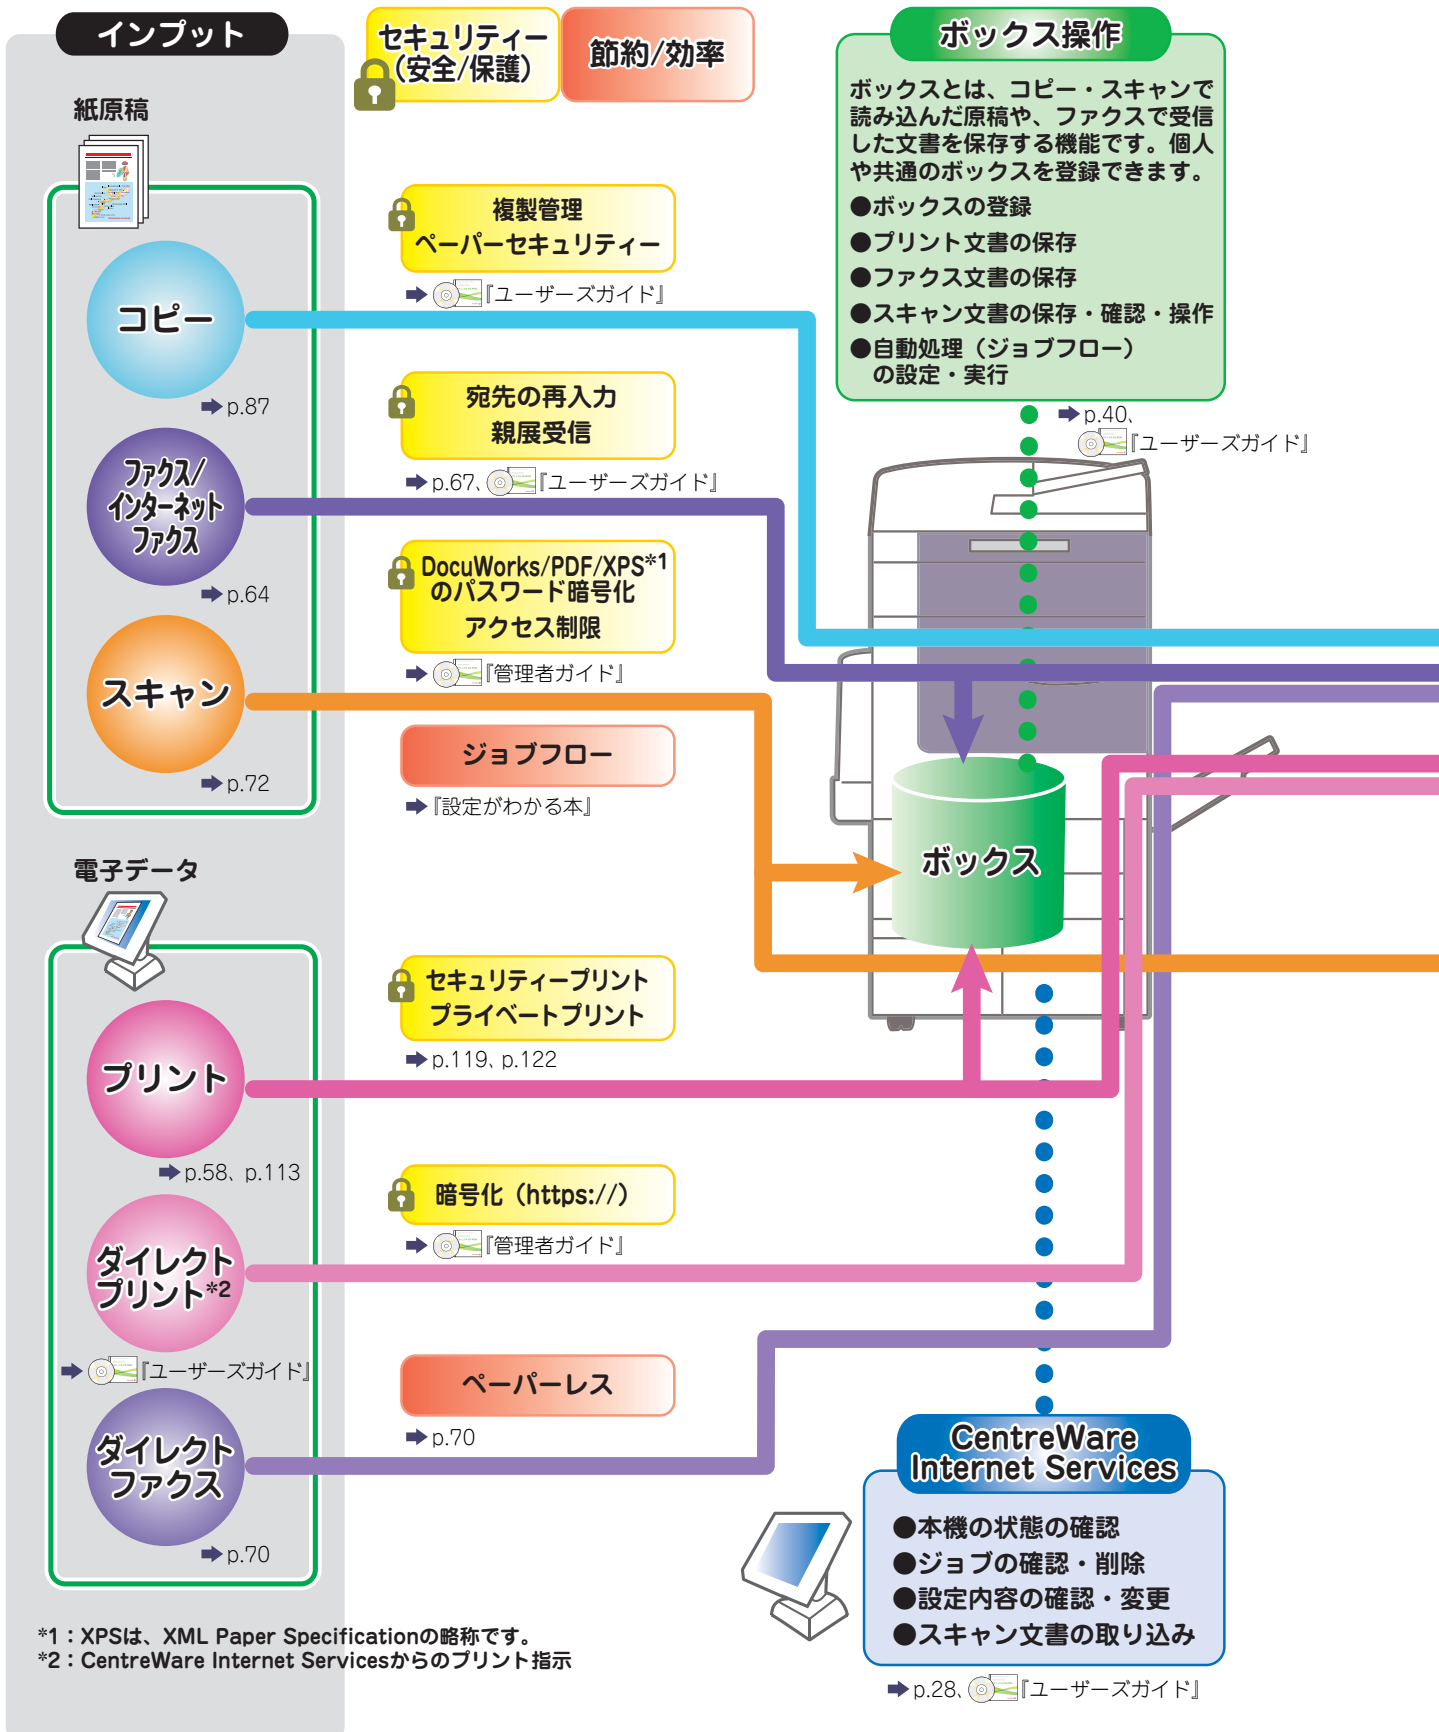 インプット
セキュリティー
（安全/保護）
節約/効率
紙原稿
コピー
p.87
ファクス/
インターネット
ファクス
p.64
スキャン
p.72
電子データ
プリント
p.58、p.113
ダイレクト
プリント*2
『ユーザーズガイド』
ダイレクト
ファクス
p.70
複製管理
ペーパーセキュリティー
『ユーザーズガイド』
宛先の再入力
親展受信
p.67、『ユーザーズガイド』
DocuWorks/PDF/XPS*1
のパスワード暗号化
アクセス制限
『管理者ガイド』
ジョブフロー
『設定がわかる本』
セキュリティープリント
プライベートプリント
p.119、p.122
暗号化（https://）
『管理者ガイド』
ペーパーレス
p.70
ボックス操作
ボックスとは、コピー・スキャンで
読み込んだ原稿や、ファクスで受信
した文書を保存する機能です。個人
や共通のボックスを登録できます。
●ボックスの登録
●プリント文書の保存
●ファクス文書の保存
●スキャン文書の保存・確認・操作
●自動処理（ジョブフロー）
の設定・実行
p.40、
『ユーザーズガイド』
ボックス
CentreWare
Internet Services
●本機の状態の確認
●ジョブの確認・削除
●設定内容の確認・変更
●スキャン文書の取り込み
p.28、『ユーザーズガイド』
*1：XPSは、XML Paper Specificationの略称です。
*2：CentreWare Internet Servicesからのプリント指示